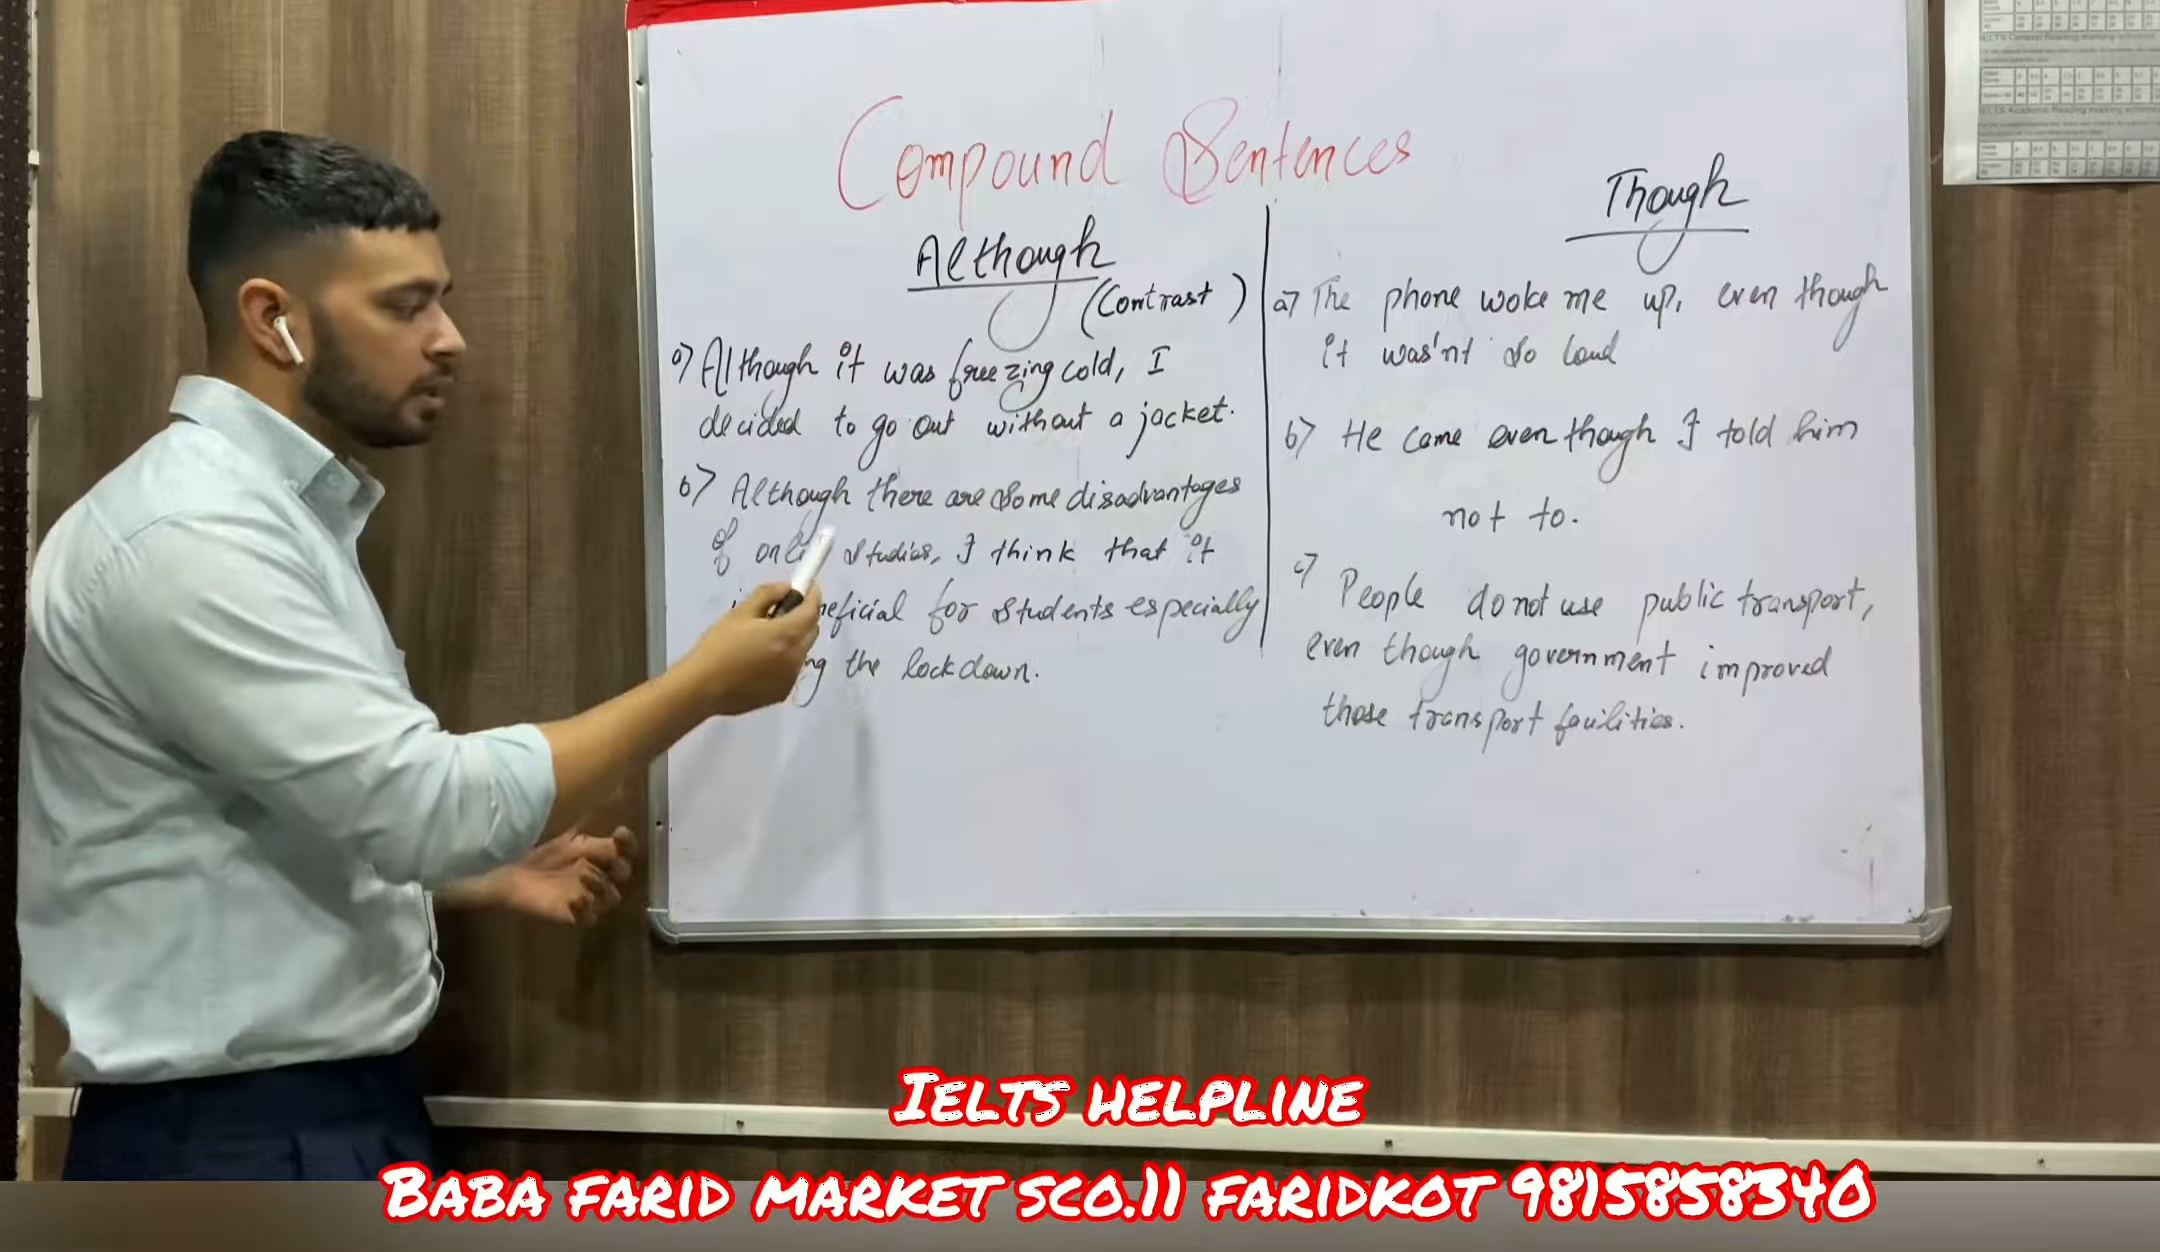 Compound Sentences
Although
(Contrast)
a) Although it was freezing cold, I
decided to go out without a jacket.
b) Although there are some disadvantages
of studies, I think that it
for students especially
the lockdown.
Though
a) The phone woke me up, even though
it was'nt so loud
b) He came even though I told him
not to.
c) People do not use public transport,
even though government improved
those transport facilities.
IELTS HELPLINE
BABA FARID MARKET SCO.11 FARIDKOT 9815858340